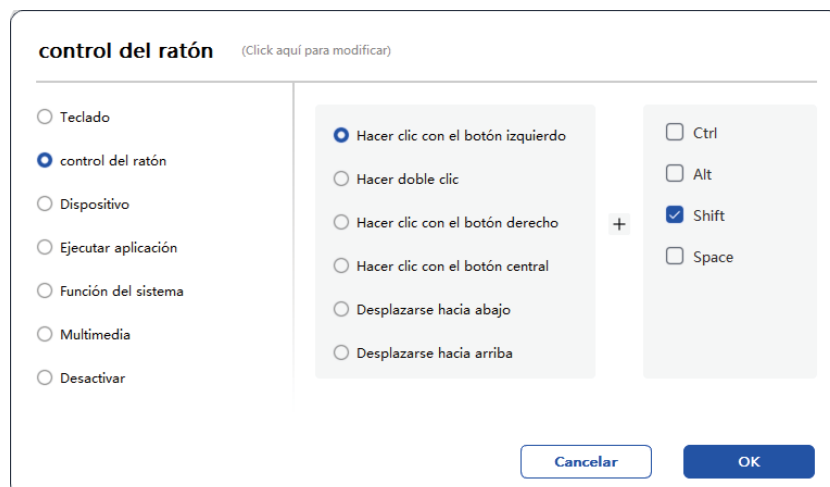 control del ratón (Click aquí para modificar)
Teclado
control del ratón
Dispositivo
Ejecutar aplicación
Función del sistema
Multimedia
Desactivar
Hacer clic con el botón izquierdo
Hacer doble clic
Hacer clic con el botón derecho
Hacer clic con el botón central
Desplazarse hacia abajo
Desplazarse hacia arriba
+
Ctrl
Alt
Shift
Space
Cancelar
OK